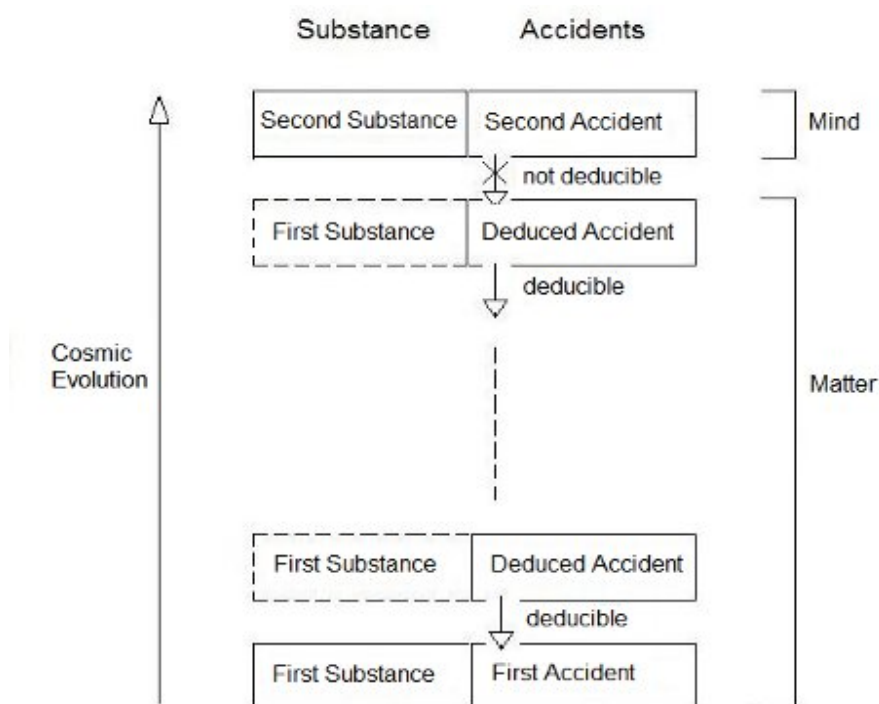 Substance Accidents
Second Substance Second Accident Mind
not deducible
First Substance Deduced Accident
deducible
Cosmic
Evolution
Matter
First Substance Deduced Accident
deducible
First Substance First Accident